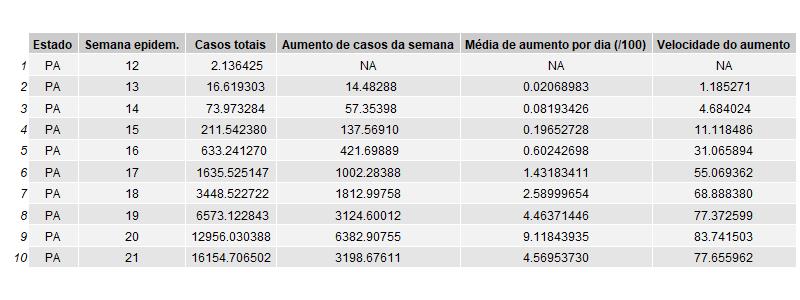 Estado Semana epidem. Casos totais Aumento de casos da semana Média de aumento por dia (/100) Velocidade do aumento
1 PA 12 2.136425 NA NA NA
2 PA 13 16.619303 14.48288 0.02068983 1.185271
3 PA 14 73.973284 57.35398 0.08193426 4.684024
4 PA 15 211.542380 137.56910 0.19652728 11.118486
5 PA 16 633.241270 421.69889 0.60242698 31.065894
6 PA 17 1635.525147 1002.28388 1.43183411 55.069362
7 PA 18 3448.522722 1812.99758 2.58999654 68.888380
8 PA 19 6573.122843 3124.60012 4.46371446 77.372599
9 PA 20 12956.030388 6382.90755 9.11843935 83.741503
10 PA 21 16154.706502 3198.67611 4.56953730 77.655962